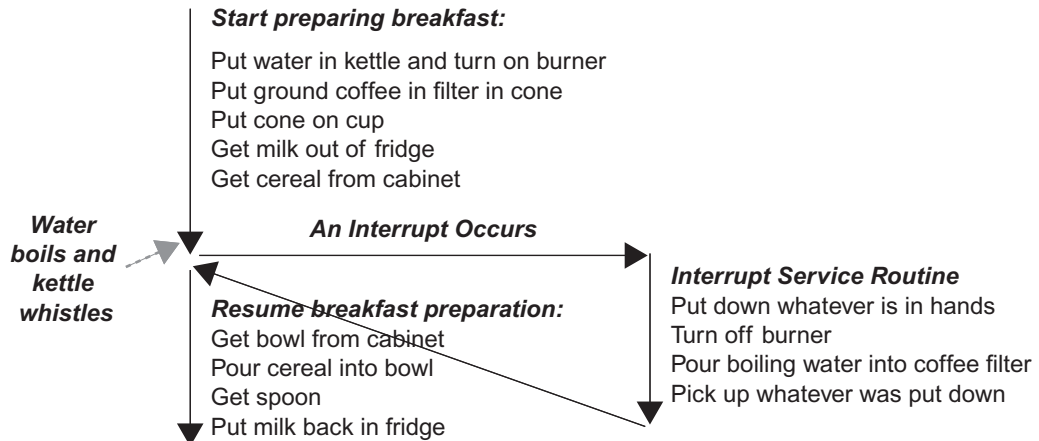 Start preparing breakfast:
Put water in kettle and turn on burner
Put ground coffee in filter in cone
Put cone on cup
Get milk out of fridge
Get cereal from cabinet
Water
boils and
kettle
whistles
An Interrupt Occurs
Interrupt Service Routine
Put down whatever is in hands
Turn off burner
Pour boiling water into coffee filter
Pick up whatever was put down
Resume breakfast preparation:
Get bowl from cabinet
Pour cereal into bowl
Get spoon
Put milk back in fridge